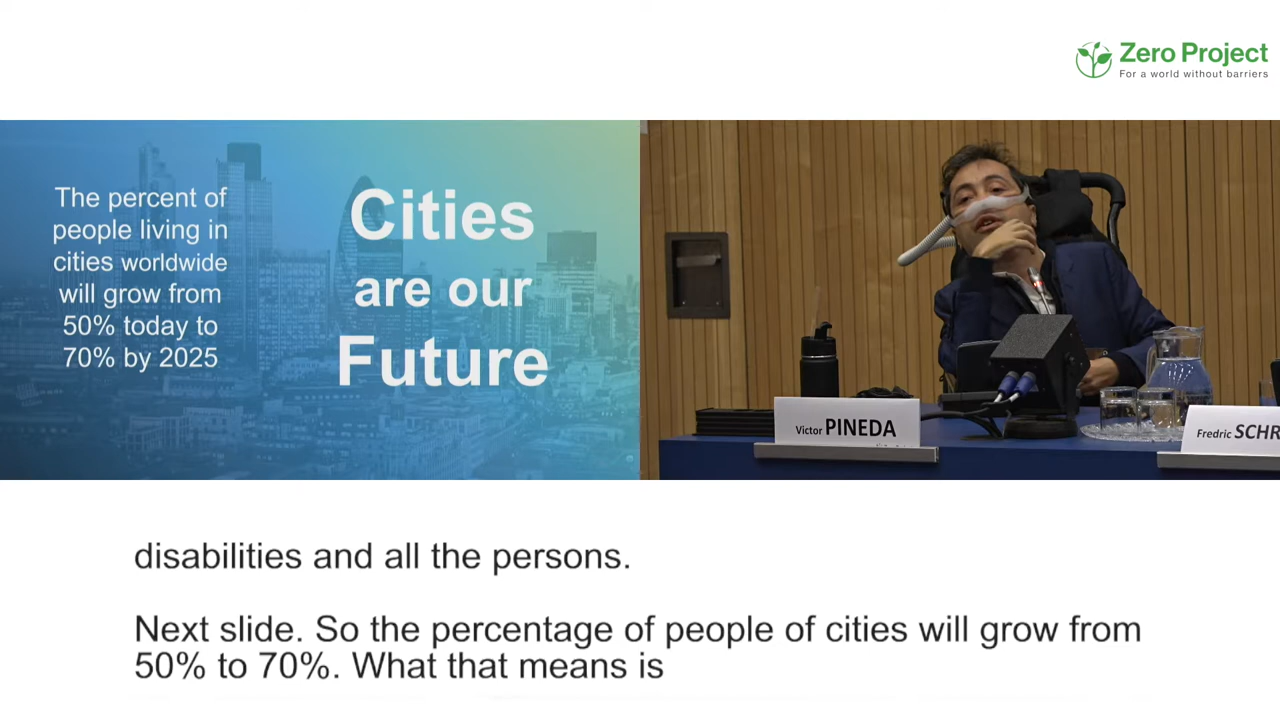 Zero Project
For a world without barriers
The percent of
people living in
cities worldwide
will grow from
50% today to
70% by 2025
Cities
are our
Future
Victor PINEDA
Fredric SCHR
disabilities and all the persons.
Next slide. So the percentage of people of cities will grow from
50% to 70%. What that means is